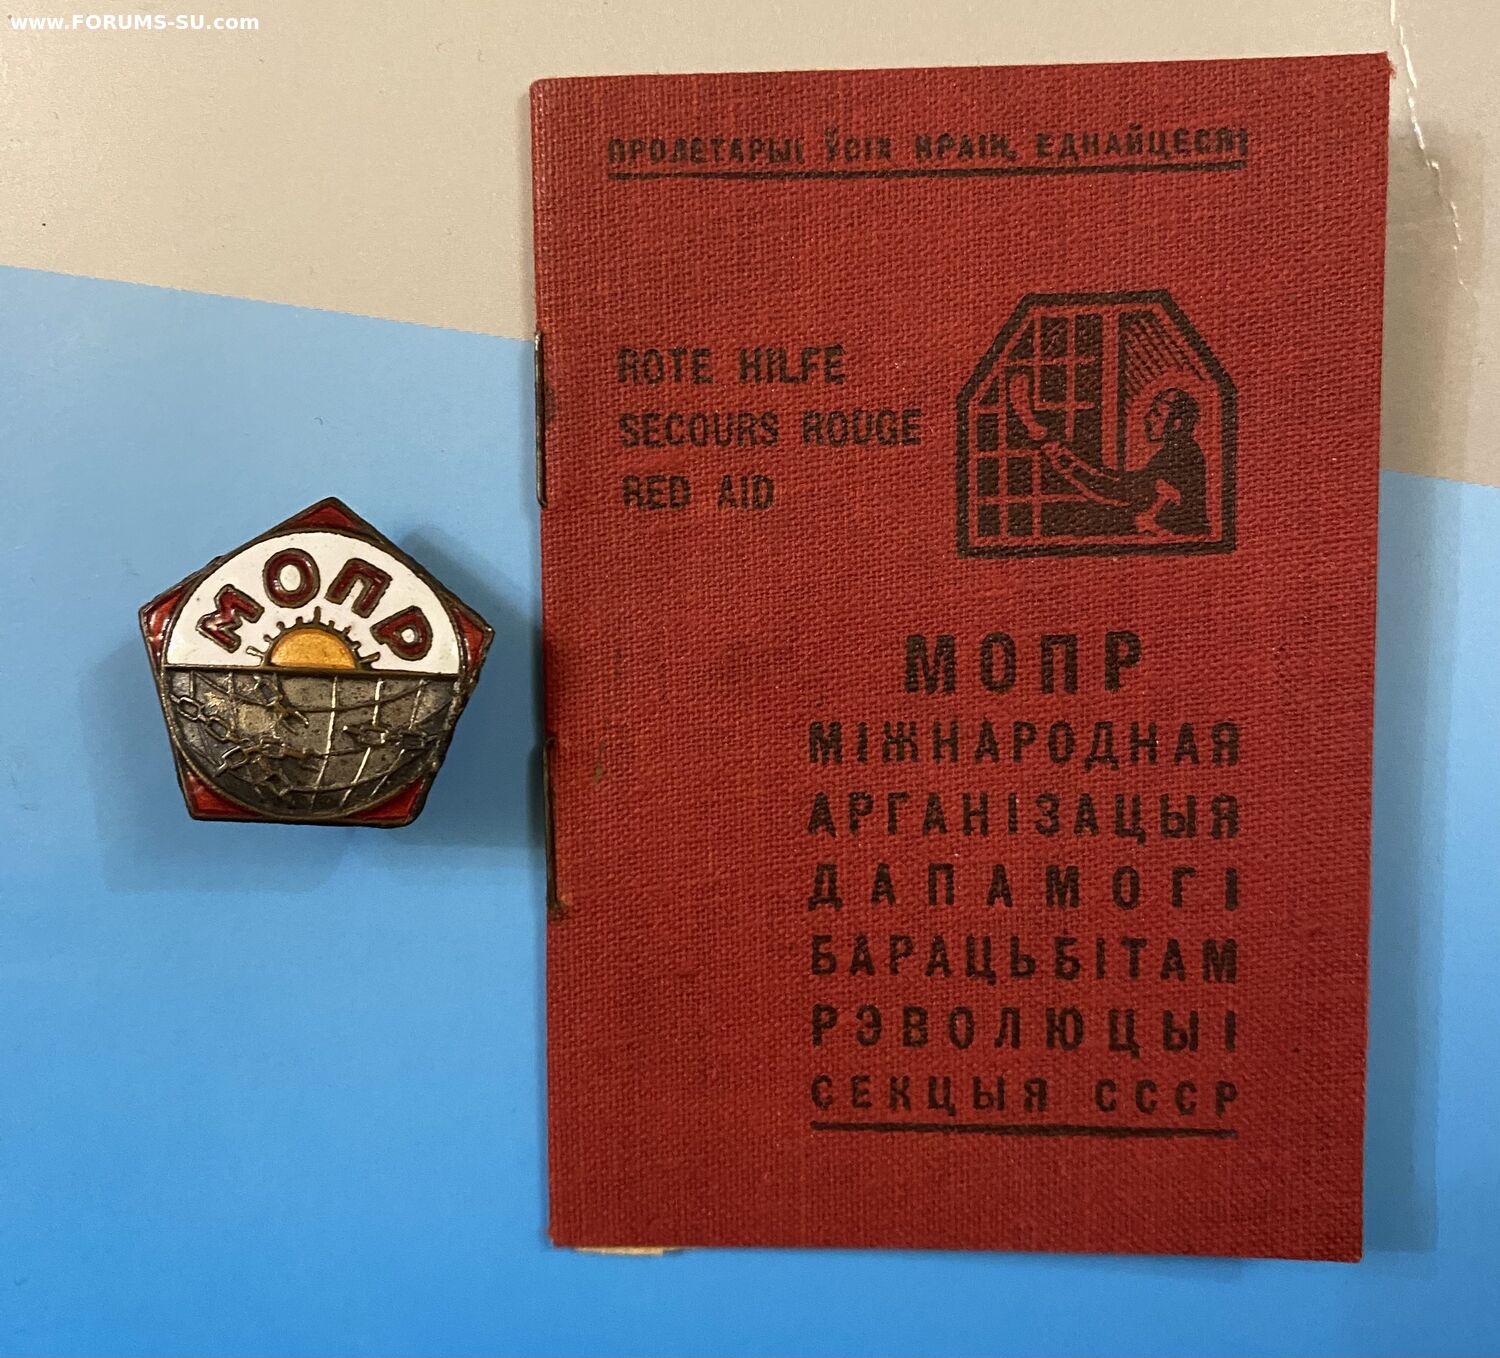 www.FORUMS-SU.com
ПРОЛЕТАРЫІ ЎСІХ КРАІН, ЕДНАЙЦЕСЯ!
ROTE HILFE
SECOURS ROUGE
RED AID
МОПР
МОПР
МІЖНАРОДНАЯ
АРГАНІЗАЦЫЯ
ДАПАМОГІ
БАРАЦЬБІТАМ
РЭВОЛЮЦЫІ
СЕКЦЫЯ СССР